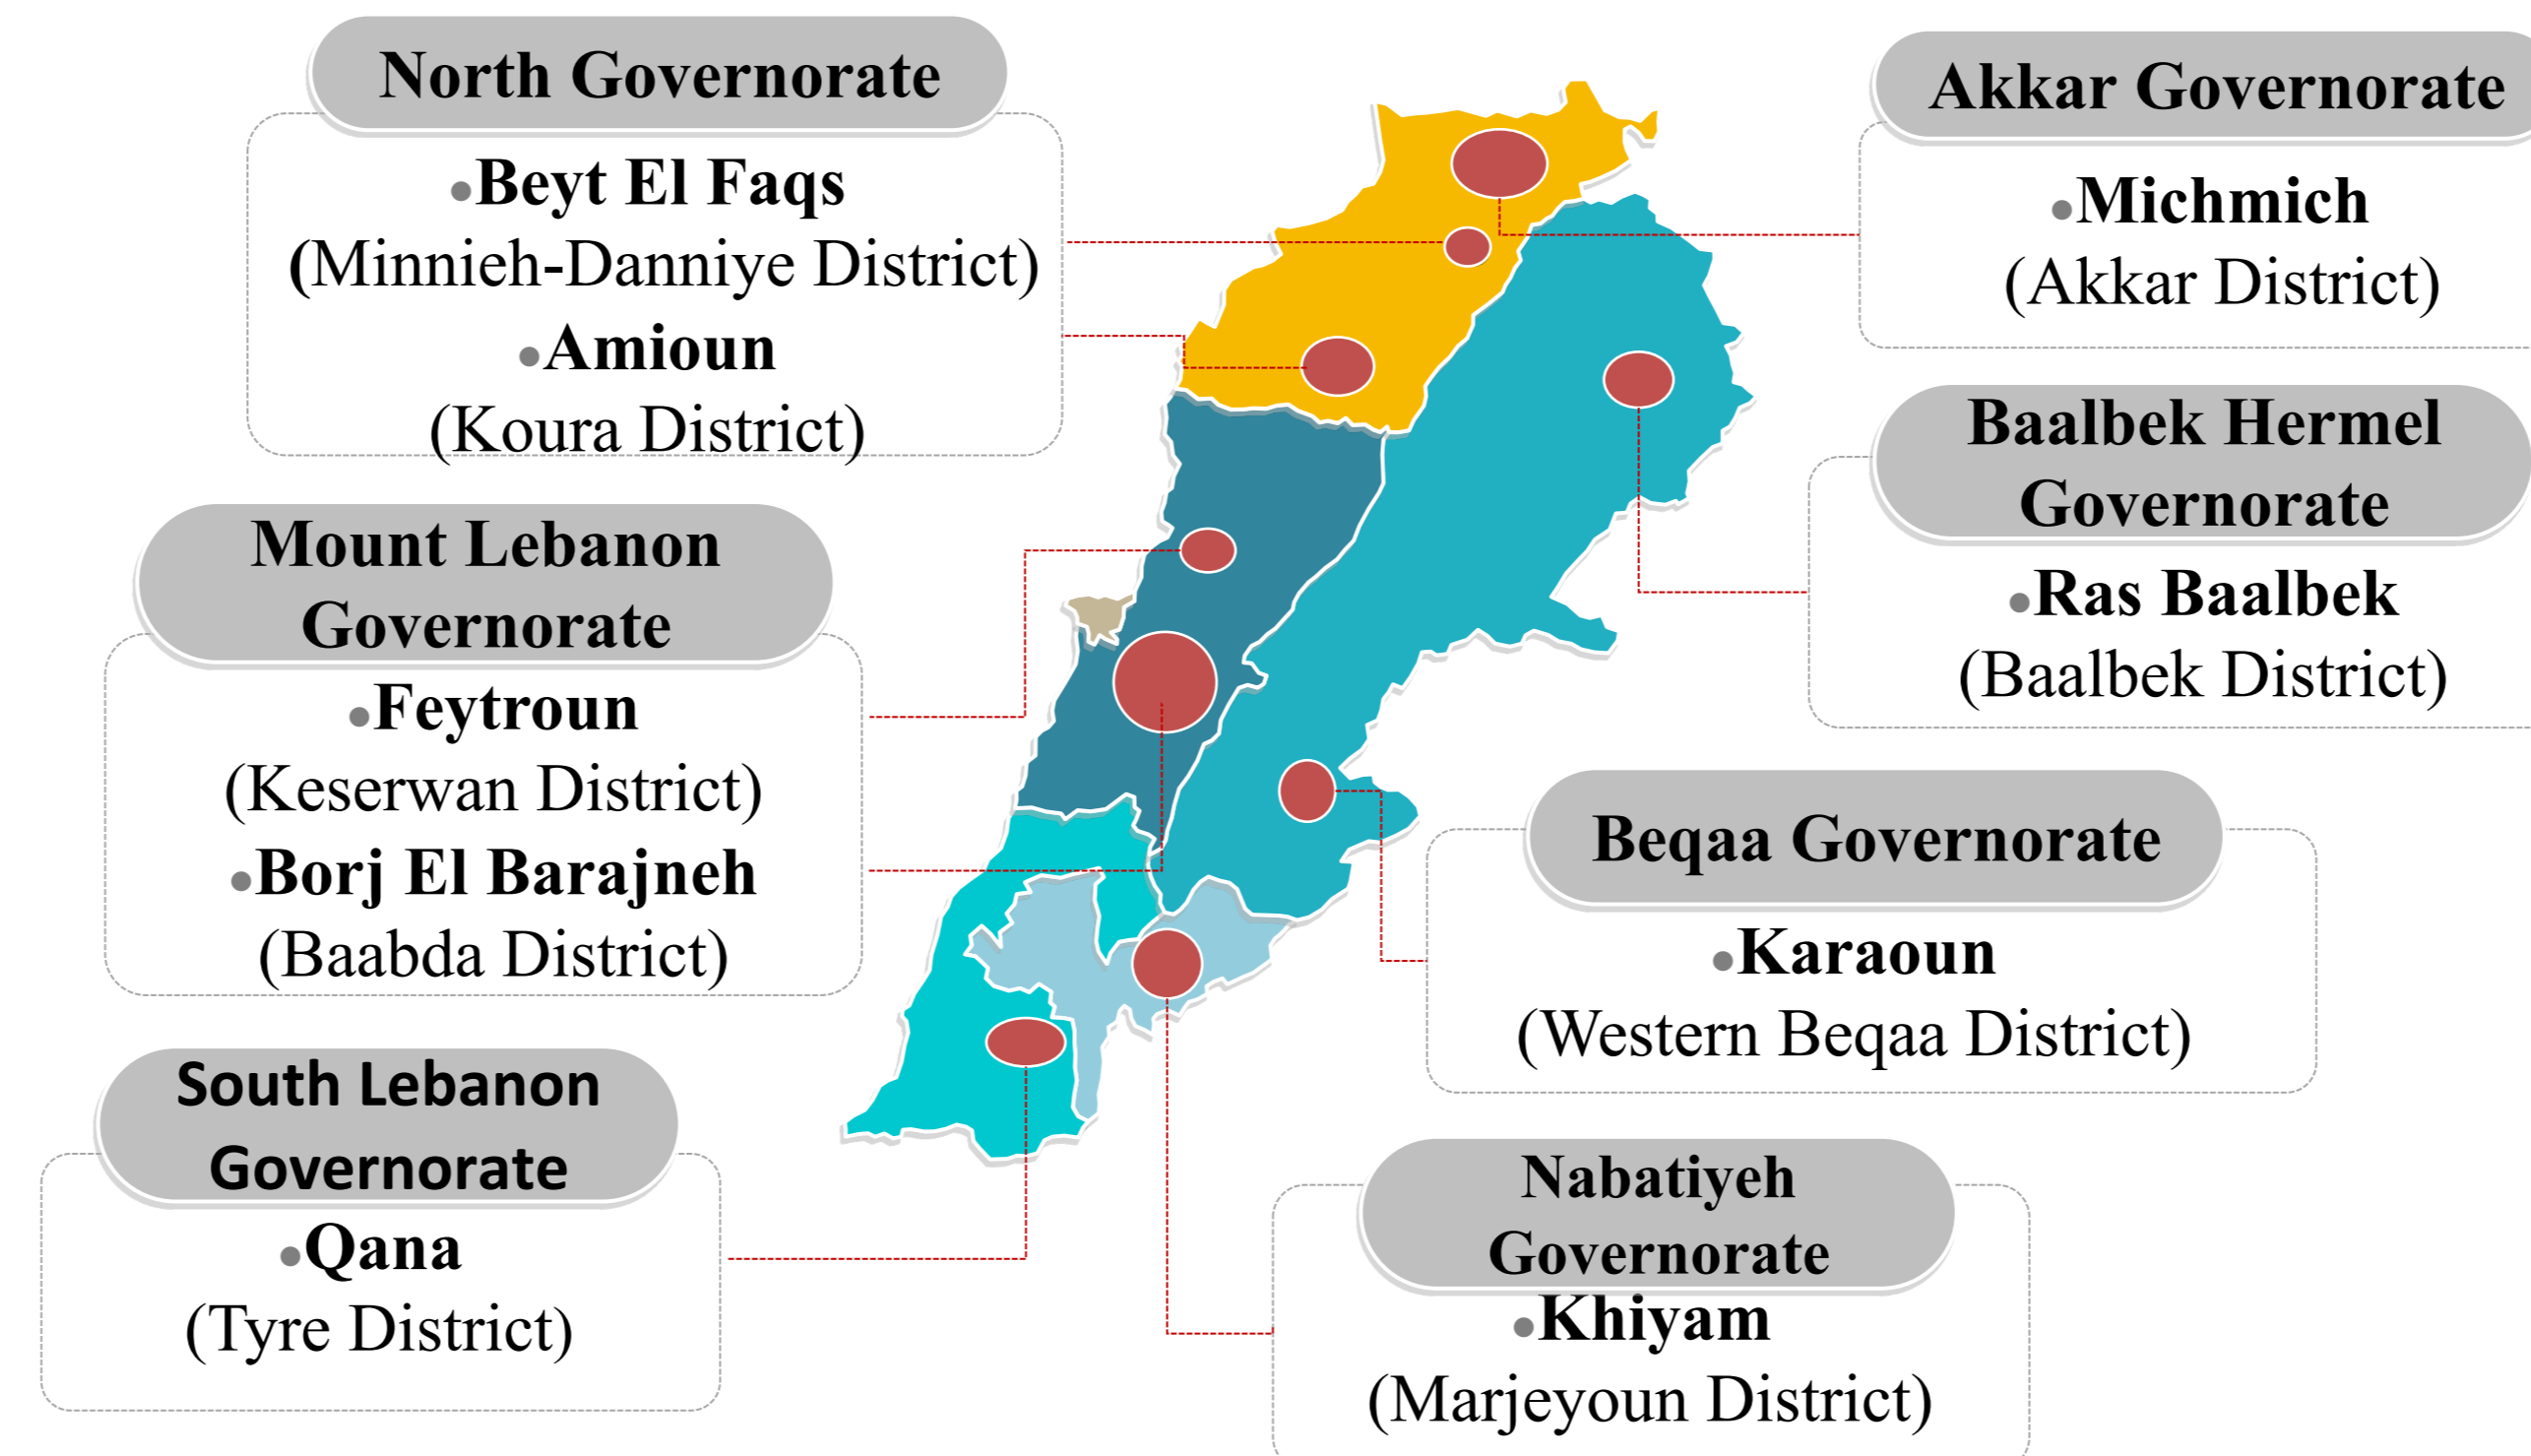 North Governorate
•Beyt El Faqs
(Minnieh-Danniye District)
•Amioun
(Koura District)
Mount Lebanon
Governorate
•Feytroun
(Keserwan District)
•Borj El Barajneh
(Baabda District)
South Lebanon
Governorate
•Qana
(Tyre District)
Akkar Governorate
•Michmich
(Akkar District)
Baalbek Hermel
Governorate
•Ras Baalbek
(Baalbek District)
Beqaa Governorate
•Karaoun
(Western Beqaa District)
Nabatiyeh
Governorate
•Khiyam
(Marjeyoun District)